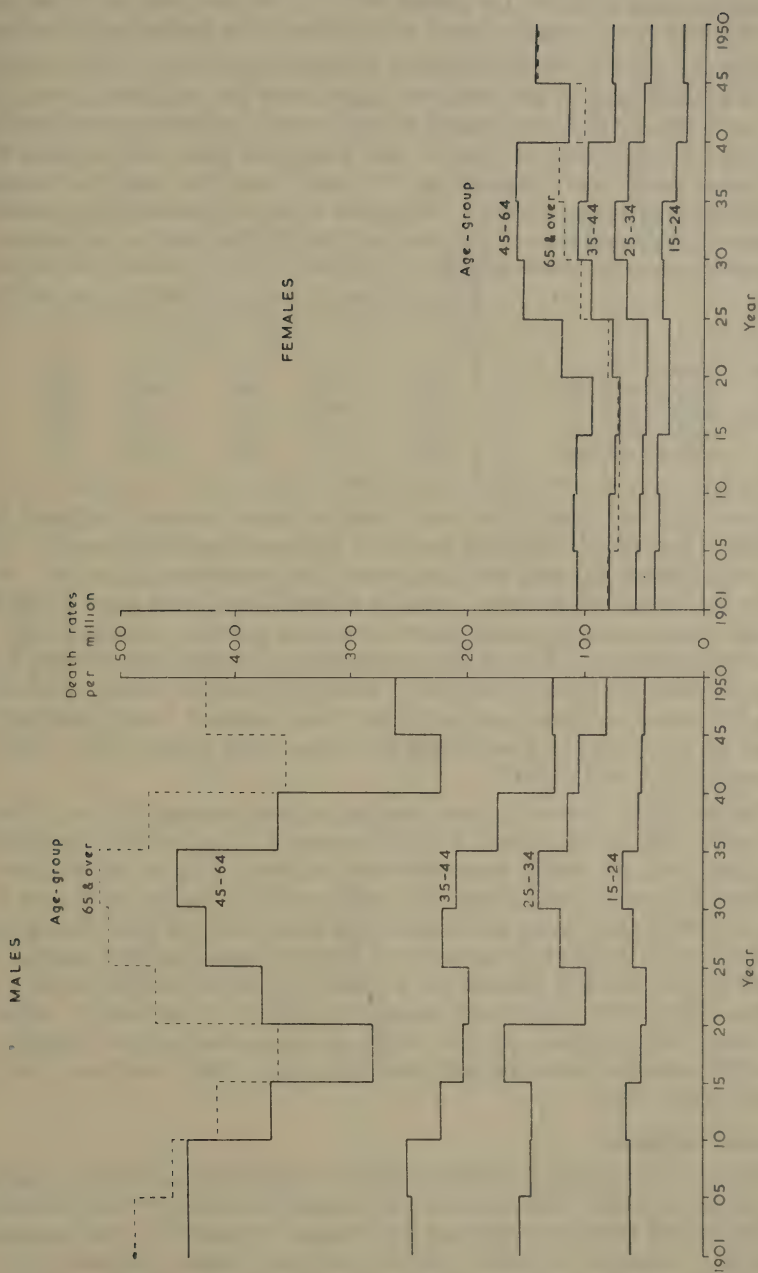 MALES
Age-group
65 & over
45-64
35-44
25-34
15-24
Death rates
per million
500
400
300
200
100
0
1901 05 10 15 20 25 30 35 40 45 1950
Year
FEMALES
Age-group
45-64
65 & over
35-44
25-34
15-24
1901 05 10 15 20 25 30 35 40 45 1950
Year